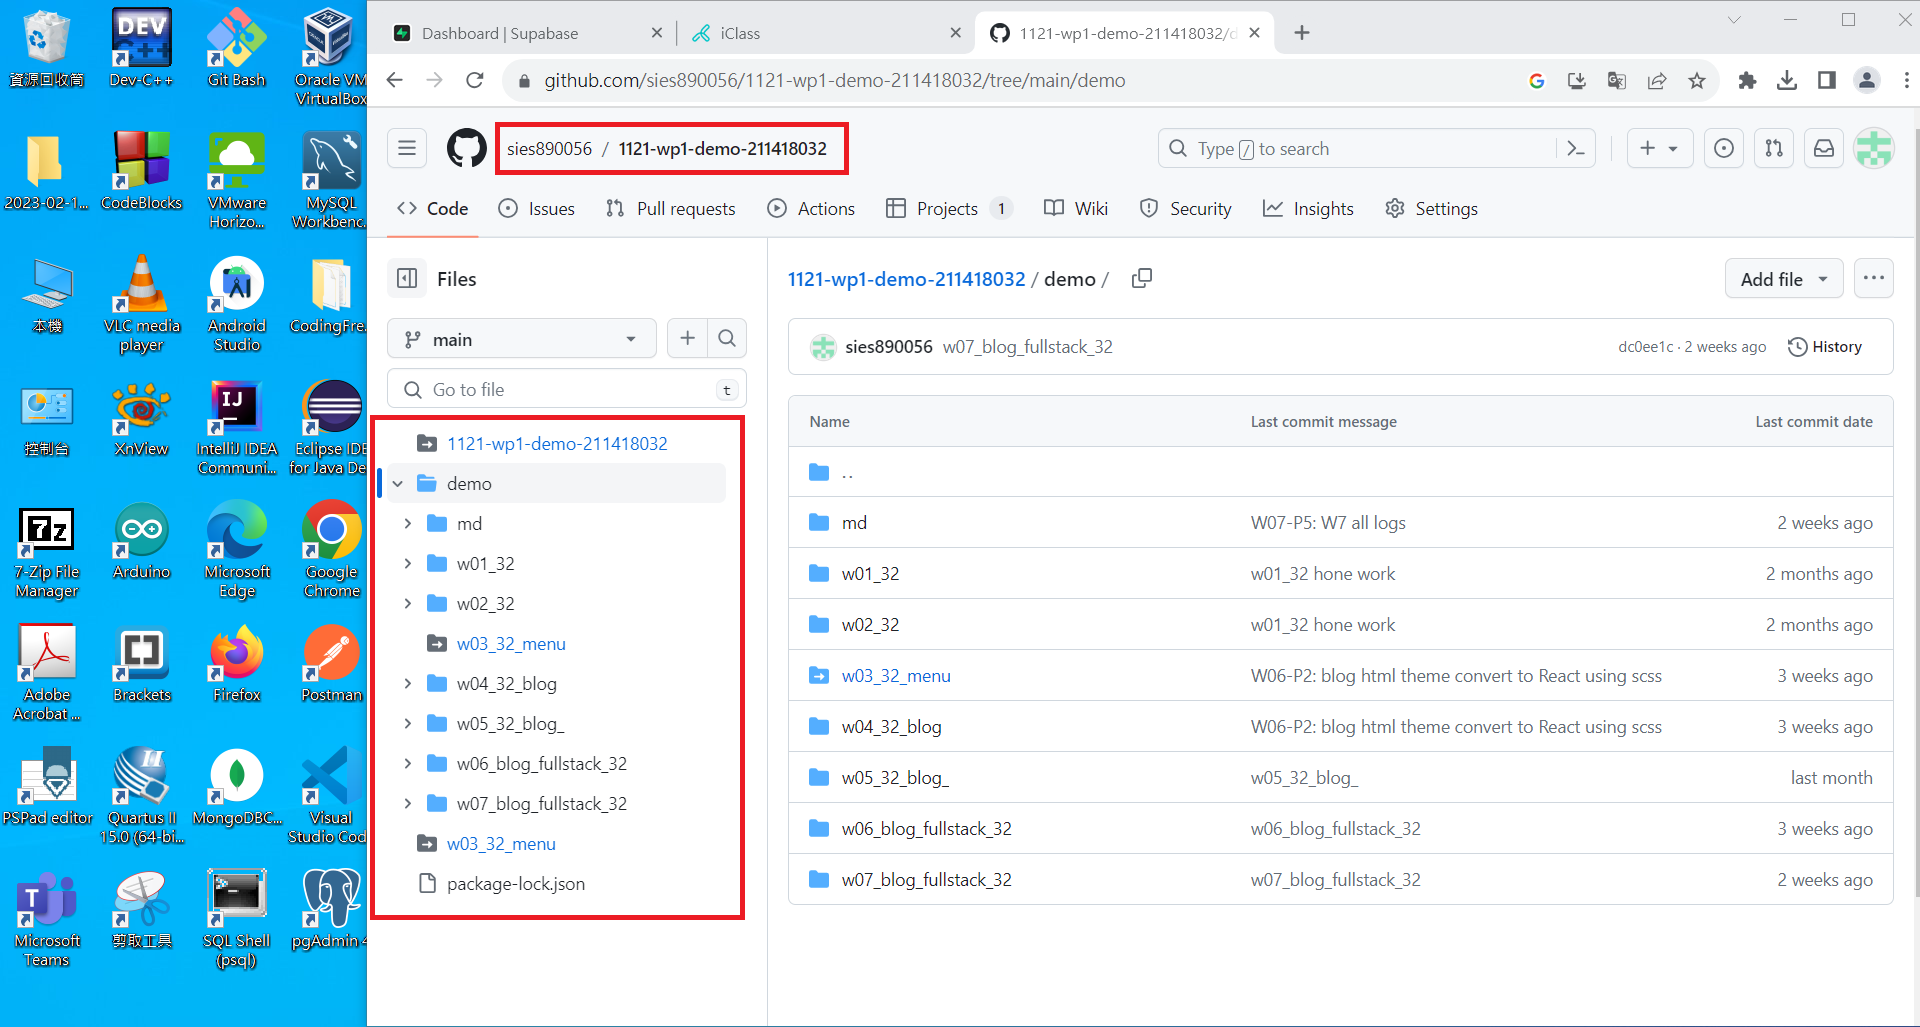 資源回收筒
Dev-C++
Git Bash
Oracle VM
VirtualBox
2023-02-1...
CodeBlocks
VMware
Horizo...
MySQL
Workbenc...
本機
VLC media
player
Android
Studio
CodingFre...
控制台
XnView
IntelliJ IDEA
Communi...
Eclipse IDE
for Java De
7-Zip File
Manager
Arduino
Microsoft
Edge
Google
Chrome
Adobe
Acrobat ...
Brackets
Firefox
Postman
PSPad editor
Quartus II
15.0 (64-bi...
MongoDBC...
Visual
Studio Cod
Microsoft
Teams
剪取工具
SQL Shell
(psql)
pgAdmin 4
Dashboard | Supabase
iClass
1121-wp1-demo-211418032/d
github.com/sies890056/1121-wp1-demo-211418032/tree/main/demo
sies890056 / 1121-wp1-demo-211418032
Type / to search
Code
Issues
Pull requests
Actions
Projects 1
Wiki
Security
Insights
Settings
Files
main
Go to file
t
1121-wp1-demo-211418032
demo
md
w01_32
w02_32
w03_32_menu
w04_32_blog
w05_32_blog_
w06_blog_fullstack_32
w07_blog_fullstack_32
w03_32_menu
package-lock.json
1121-wp1-demo-211418032 / demo /
Add file
sies890056 w07_blog_fullstack_32
dc0ee1c · 2 weeks ago
History
Name Last commit message Last commit date
..
md W07-P5: W7 all logs 2 weeks ago
w01_32 w01_32 hone work 2 months ago
w02_32 w01_32 hone work 2 months ago
w03_32_menu W06-P2: blog html theme convert to React using scss 3 weeks ago
w04_32_blog W06-P2: blog html theme convert to React using scss 3 weeks ago
w05_32_blog_ w05_32_blog_ last month
w06_blog_fullstack_32 w06_blog_fullstack_32 3 weeks ago
w07_blog_fullstack_32 w07_blog_fullstack_32 2 weeks ago